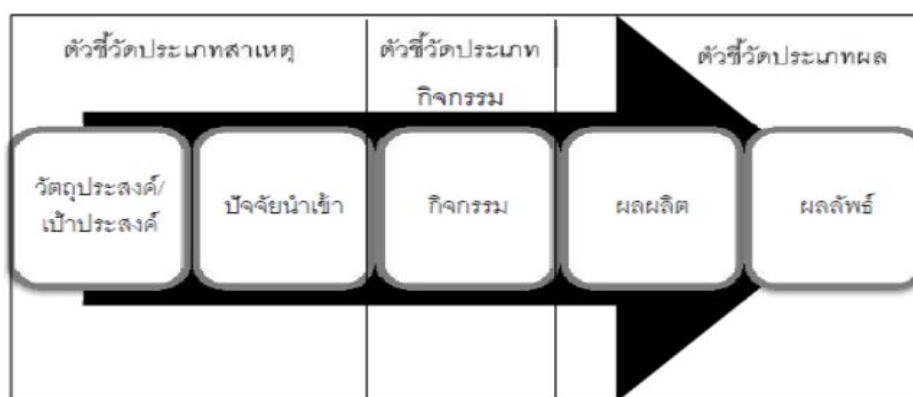 ตัวชี้วัดประเภทสาเหตุ
ตัวชี้วัดประเภท
กิจกรรม
ตัวชี้วัดประเภทผล
วัตถุประสงค์/
เป้าประสงค์
ปัจจัยนำเข้า
กิจกรรม
ผลผลิต
ผลลัพธ์